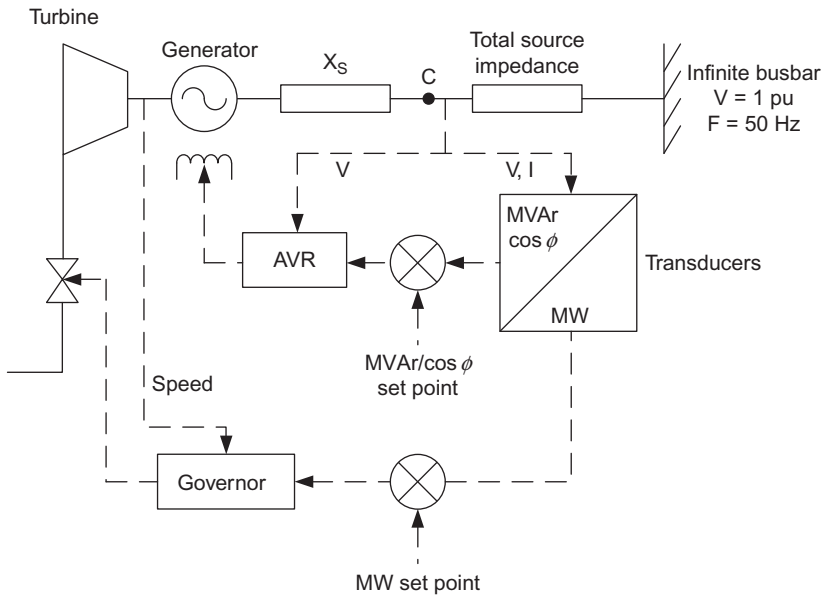 Turbine
Generator
X_S
C
Total source
impedance
Infinite busbar
V = 1 pu
F = 50 Hz
V
V, I
MVAr
cos ϕ
AVR
Transducers
MW
MVAr/cos ϕ
set point
Speed
Governor
MW set point